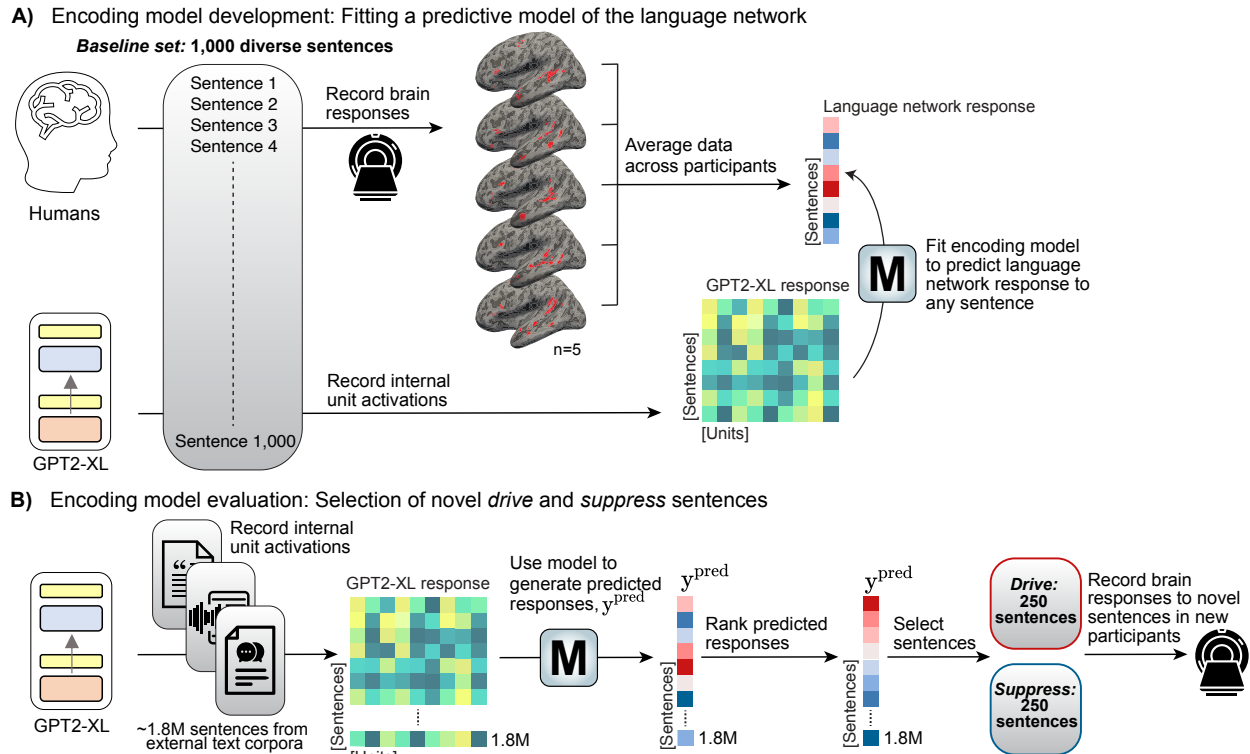 A) Encoding model development: Fitting a predictive model of the language network
Baseline set: 1,000 diverse sentences
Sentence 1
Sentence 2
Sentence 3
Sentence 4
Sentence 1,000
Humans
GPT2-XL
Record brain
responses
n=5
Average data
across participants
Language network response
[Sentences]
M
Fit encoding model
to predict language
network response to
any sentence
Record internal
unit activations
GPT2-XL response
[Sentences]
[Units]
B) Encoding model evaluation: Selection of novel drive and suppress sentences
GPT2-XL
Record internal
unit activations
~1.8M sentences from
external text corpora
GPT2-XL response
[Sentences]
1.8M
[Units]
Use model to
generate predicted
responses, y^pred
M
y^pred
[Sentences]
1.8M
Rank predicted
responses
y^pred
[Sentences]
1.8M
Select
sentences
Drive:
250
sentences
Suppress:
250
sentences
Record brain
responses to novel
sentences in new
participants